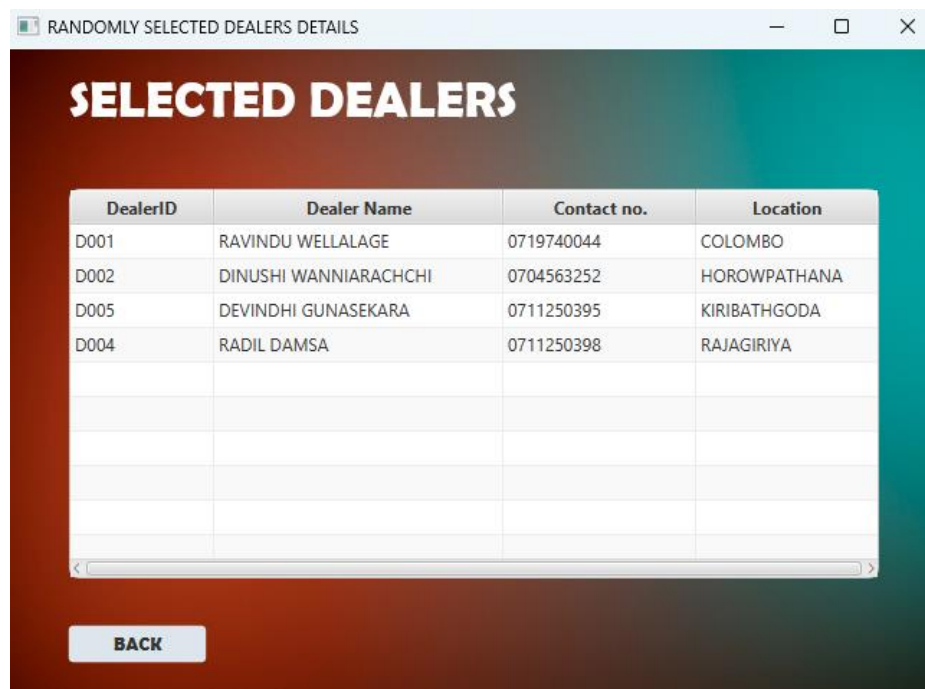 RANDOMLY SELECTED DEALERS DETAILS
SELECTED DEALERS
DealerID Dealer Name Contact no. Location
D001 RAVINDU WELLALAGE 0719740044 COLOMBO
D002 DINUSHI WANNIARACHCHI 0704563252 HOROWPATHANA
D005 DEVINDHI GUNASEKARA 0711250395 KIRIBATHGODA
D004 RADIL DAMSA 0711250398 RAJAGIRIYA
BACK